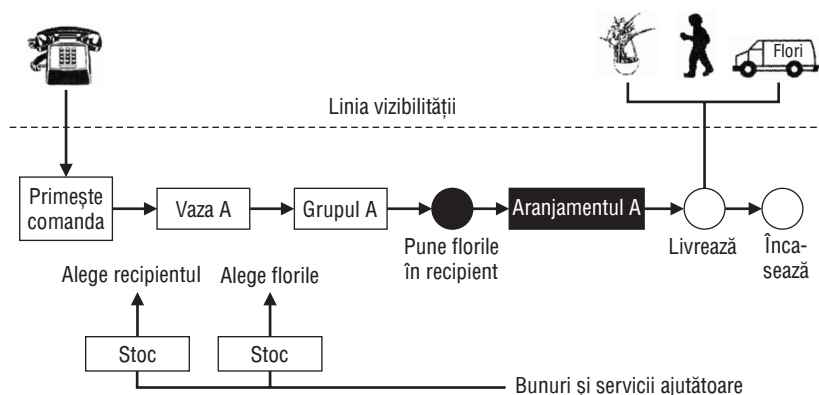 Flori
Linia vizibilității
Primește
comanda
Vaza A
Grupul A
Aranjamentul A
Pune florile
în recipient
Livrează
Înca-
sează
Alege recipientul
Alege florile
Stoc
Stoc
Bunuri și servicii ajutătoare